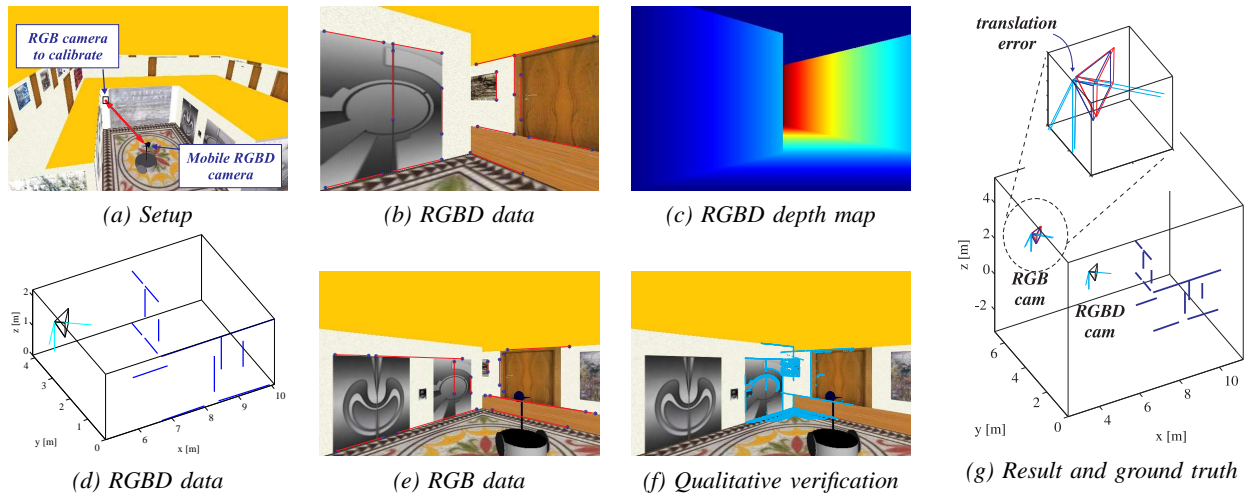 RGB camera
to calibrate
Mobile RGBD
camera
(a) Setup
(b) RGBD data
(c) RGBD depth map
translation
error
4
2
0
-2
z [m]
RGB
cam
RGBD
cam
6
4
2
0
y [m]
4
6
8
10
x [m]
(g) Result and ground truth
2
1
0
z [m]
4
3
2
1
0
y [m]
6
7
8
9
10
x [m]
(d) RGBD data
(e) RGB data
(f) Qualitative verification